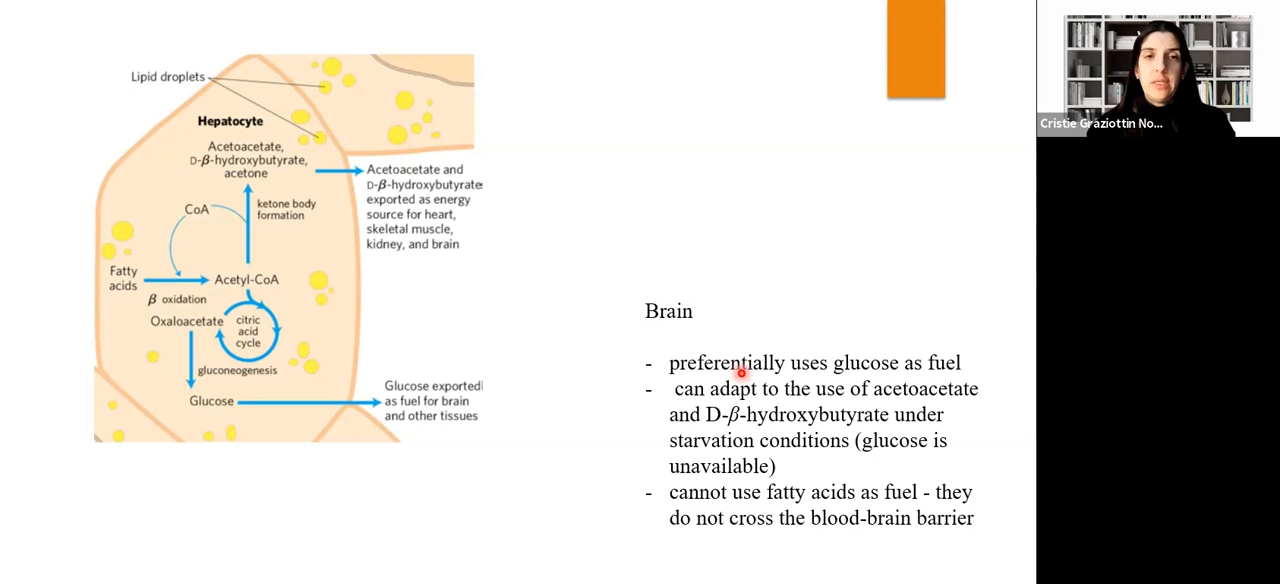 Lipid droplets
Hepatocyte
Acetoacetate,
D-β-hydroxybutyrate,
acetone
Acetoacetate and
D-β-hydroxybutyrate
exported as energy
source for heart,
skeletal muscle,
kidney, and brain
CoA
ketone body
formation
Fatty
acids
Acetyl-CoA
β oxidation
Oxaloacetate
citric
acid
cycle
gluconeogenesis
Glucose
Glucose exported
as fuel for brain
and other tissues
Brain
- preferentially uses glucose as fuel
- can adapt to the use of acetoacetate
and D-β-hydroxybutyrate under
starvation conditions (glucose is
unavailable)
- cannot use fatty acids as fuel - they
do not cross the blood-brain barrier
Cristie Graziottin No...